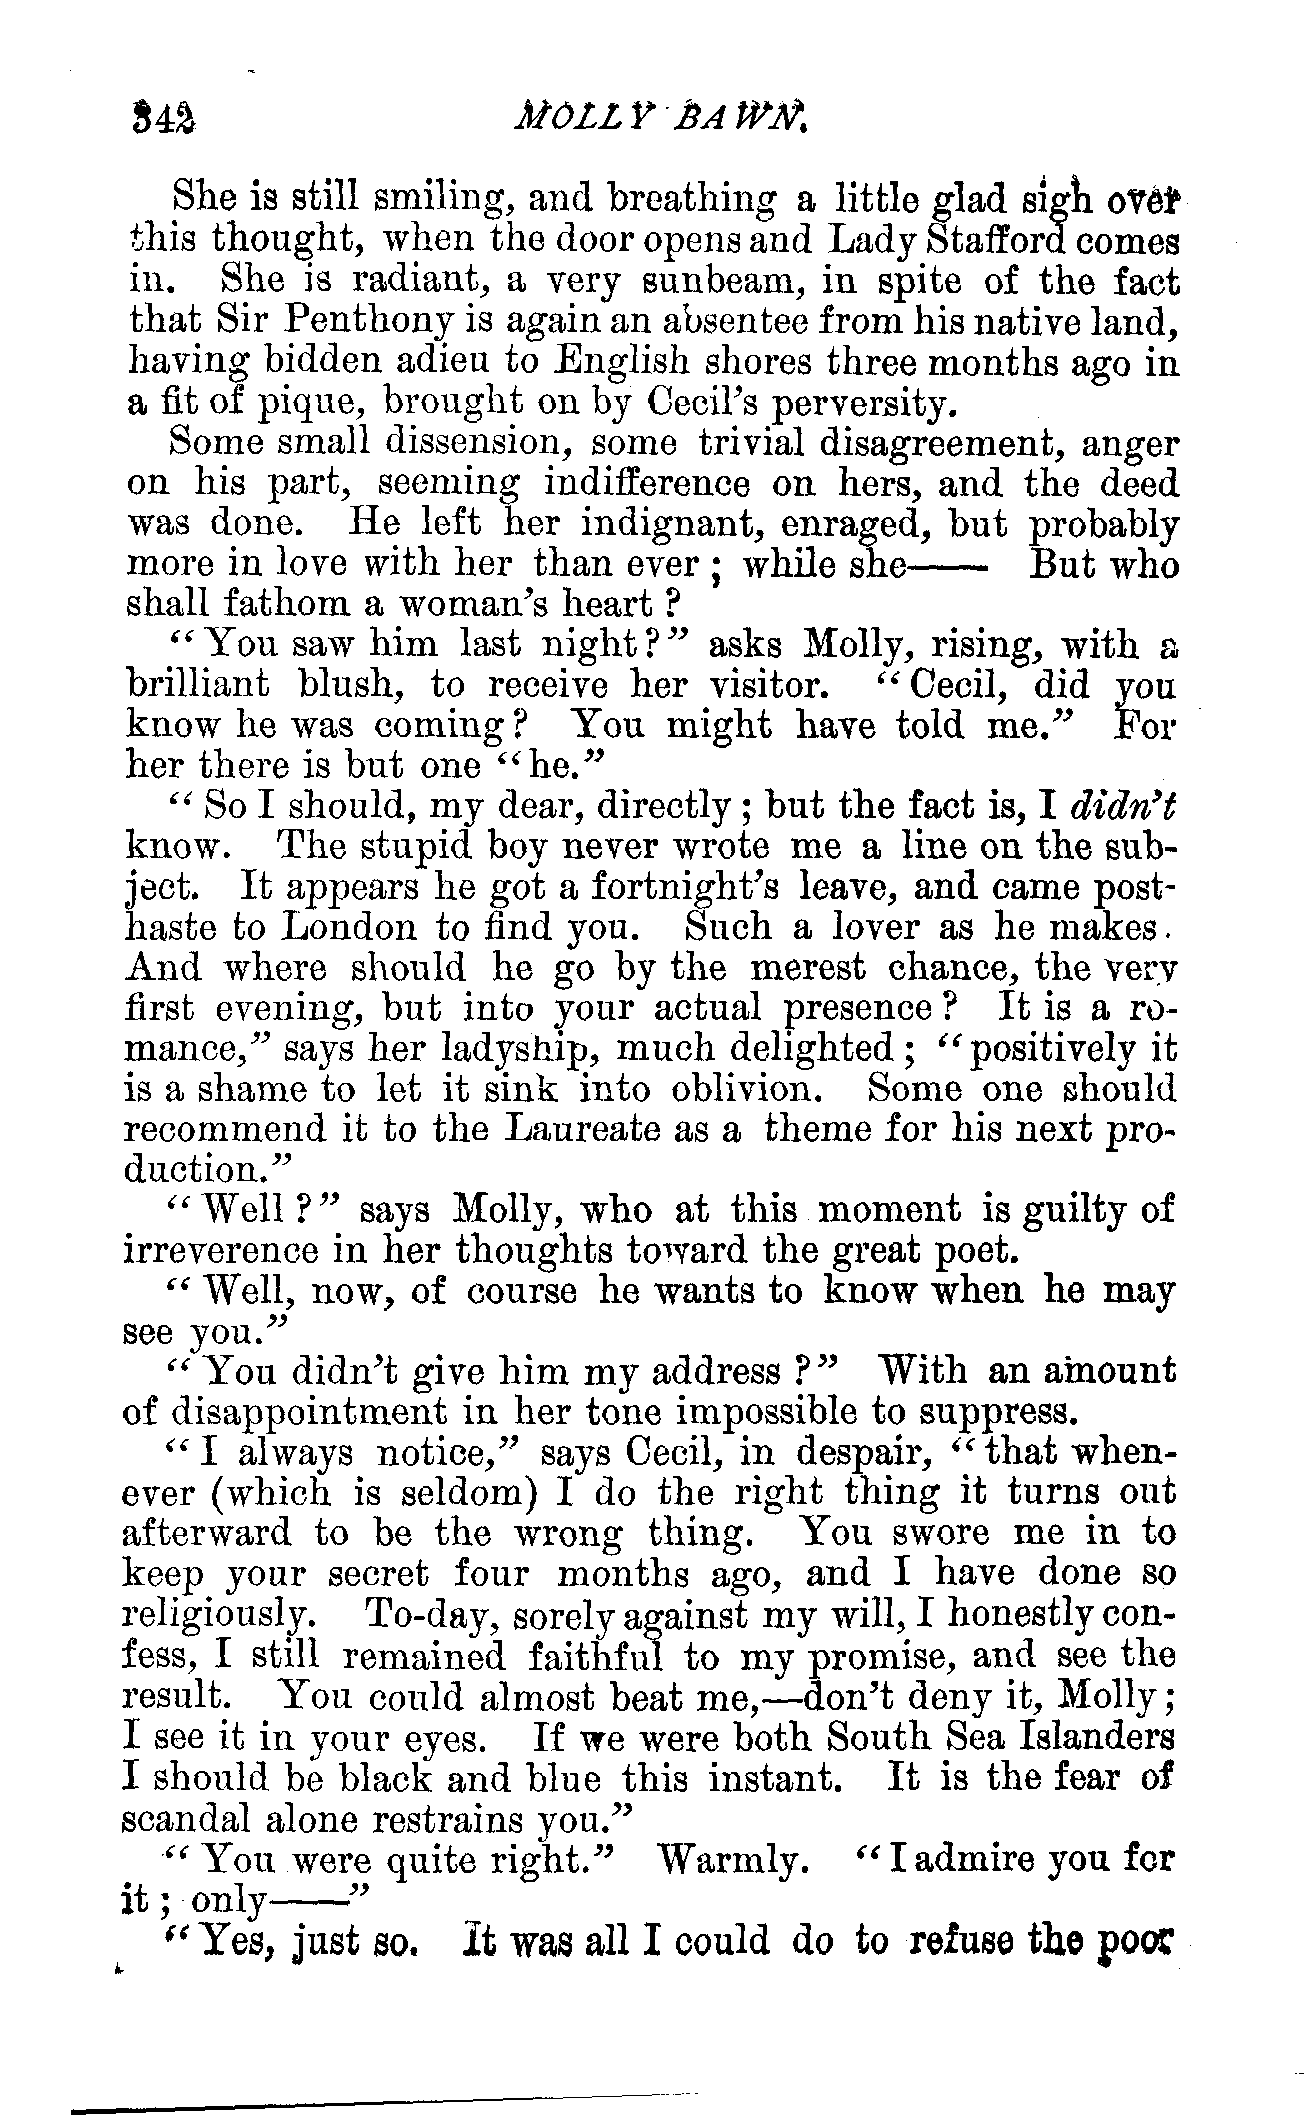 342 MOLLY BAWN.
She is still smiling, and breathing a little glad sigh over
this thought, when the door opens and Lady Stafford comes
in. She is radiant, a very sunbeam, in spite of the fact
that Sir Penthony is again an absentee from his native land,
having bidden adieu to English shores three months ago in
a fit of pique, brought on by Cecil's perversity.
Some small dissension, some trivial disagreement, anger
on his part, seeming indifference on hers, and the deed
was done. He left her indignant, enraged, but probably
more in love with her than ever; while she—— But who
shall fathom a woman's heart?
"You saw him last night?" asks Molly, rising, with a
brilliant blush, to receive her visitor. "Cecil, did you
know he was coming? You might have told me." For
her there is but one "he."
"So I should, my dear, directly; but the fact is, I didn't
know. The stupid boy never wrote me a line on the sub-
ject. It appears he got a fortnight's leave, and came post-
haste to London to find you. Such a lover as he makes.
And where should he go by the merest chance, the very
first evening, but into your actual presence? It is a ro-
mance," says her ladyship, much delighted; "positively it
is a shame to let it sink into oblivion. Some one should
recommend it to the Laureate as a theme for his next pro-
duction."
"Well?" says Molly, who at this moment is guilty of
irreverence in her thoughts toward the great poet.
"Well, now, of course he wants to know when he may
see you."
"You didn't give him my address?" With an amount
of disappointment in her tone impossible to suppress.
"I always notice," says Cecil, in despair, "that when-
ever (which is seldom) I do the right thing it turns out
afterward to be the wrong thing. You swore me in to
keep your secret four months ago, and I have done so
religiously. To-day, sorely against my will, I honestly con-
fess, I still remained faithful to my promise, and see the
result. You could almost beat me,—don't deny it, Molly;
I see it in your eyes. If we were both South Sea Islanders
I should be black and blue this instant. It is the fear of
scandal alone restrains you."
"You were quite right." Warmly. "I admire you for
it; only——"
"Yes, just so. It was all I could do to refuse the poor